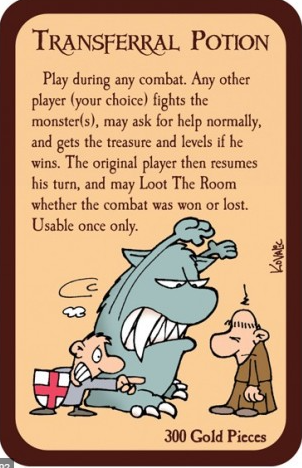 TRANSFERRAL POTION
Play during any combat. Any other
player (your choice) fights the
monster(s), may ask for help normally,
and gets the treasure and levels if he
wins. The original player then resumes
his turn, and may Loot The Room
whether the combat was won or lost.
Usable once only.
KOVALIC
300 Gold Pieces